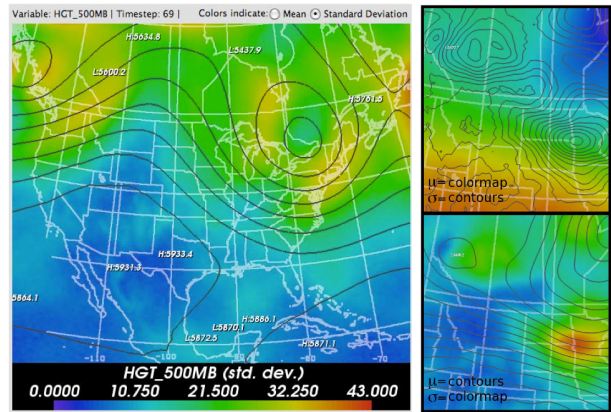 Variable: HGT_500MB | Timestep: 69 | Colors indicate: Mean Standard Deviation
H:5634.8
L:5437.9
L:5600.2
H:5761.5
H:5933.4
H:5931.3
5864.1
H:5886.1
L:5870.1
L:5872.5
H:5871.1
-110 -100 -90 -80 -70
HGT_500MB (std. dev.)
0.0000 10.750 21.500 32.250 43.000
μ=colormap
σ=contours
μ=contours
σ=colormap